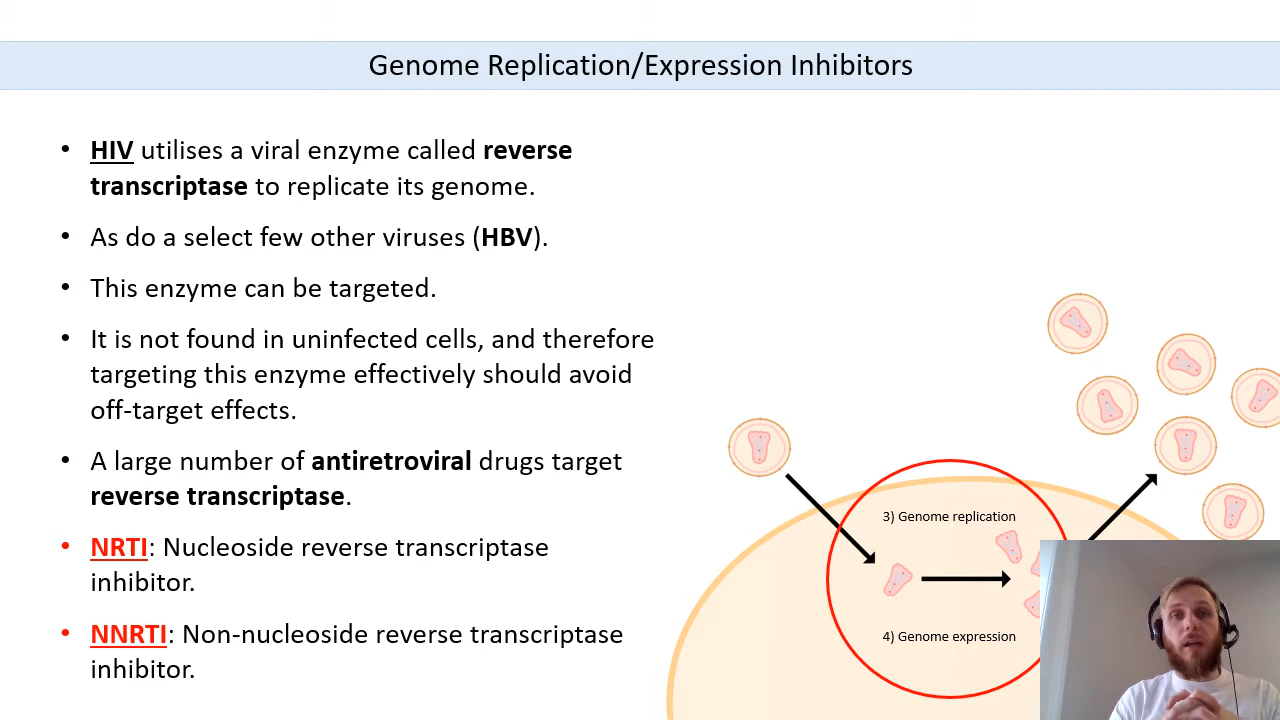 Genome Replication/Expression Inhibitors
• HIV utilises a viral enzyme called reverse
transcriptase to replicate its genome.
• As do a select few other viruses (HBV).
• This enzyme can be targeted.
• It is not found in uninfected cells, and therefore
targeting this enzyme effectively should avoid
off-target effects.
• A large number of antiretroviral drugs target
reverse transcriptase.
• NRTI: Nucleoside reverse transcriptase
inhibitor.
• NNRTI: Non-nucleoside reverse transcriptase
inhibitor.
3) Genome replication
4) Genome expression